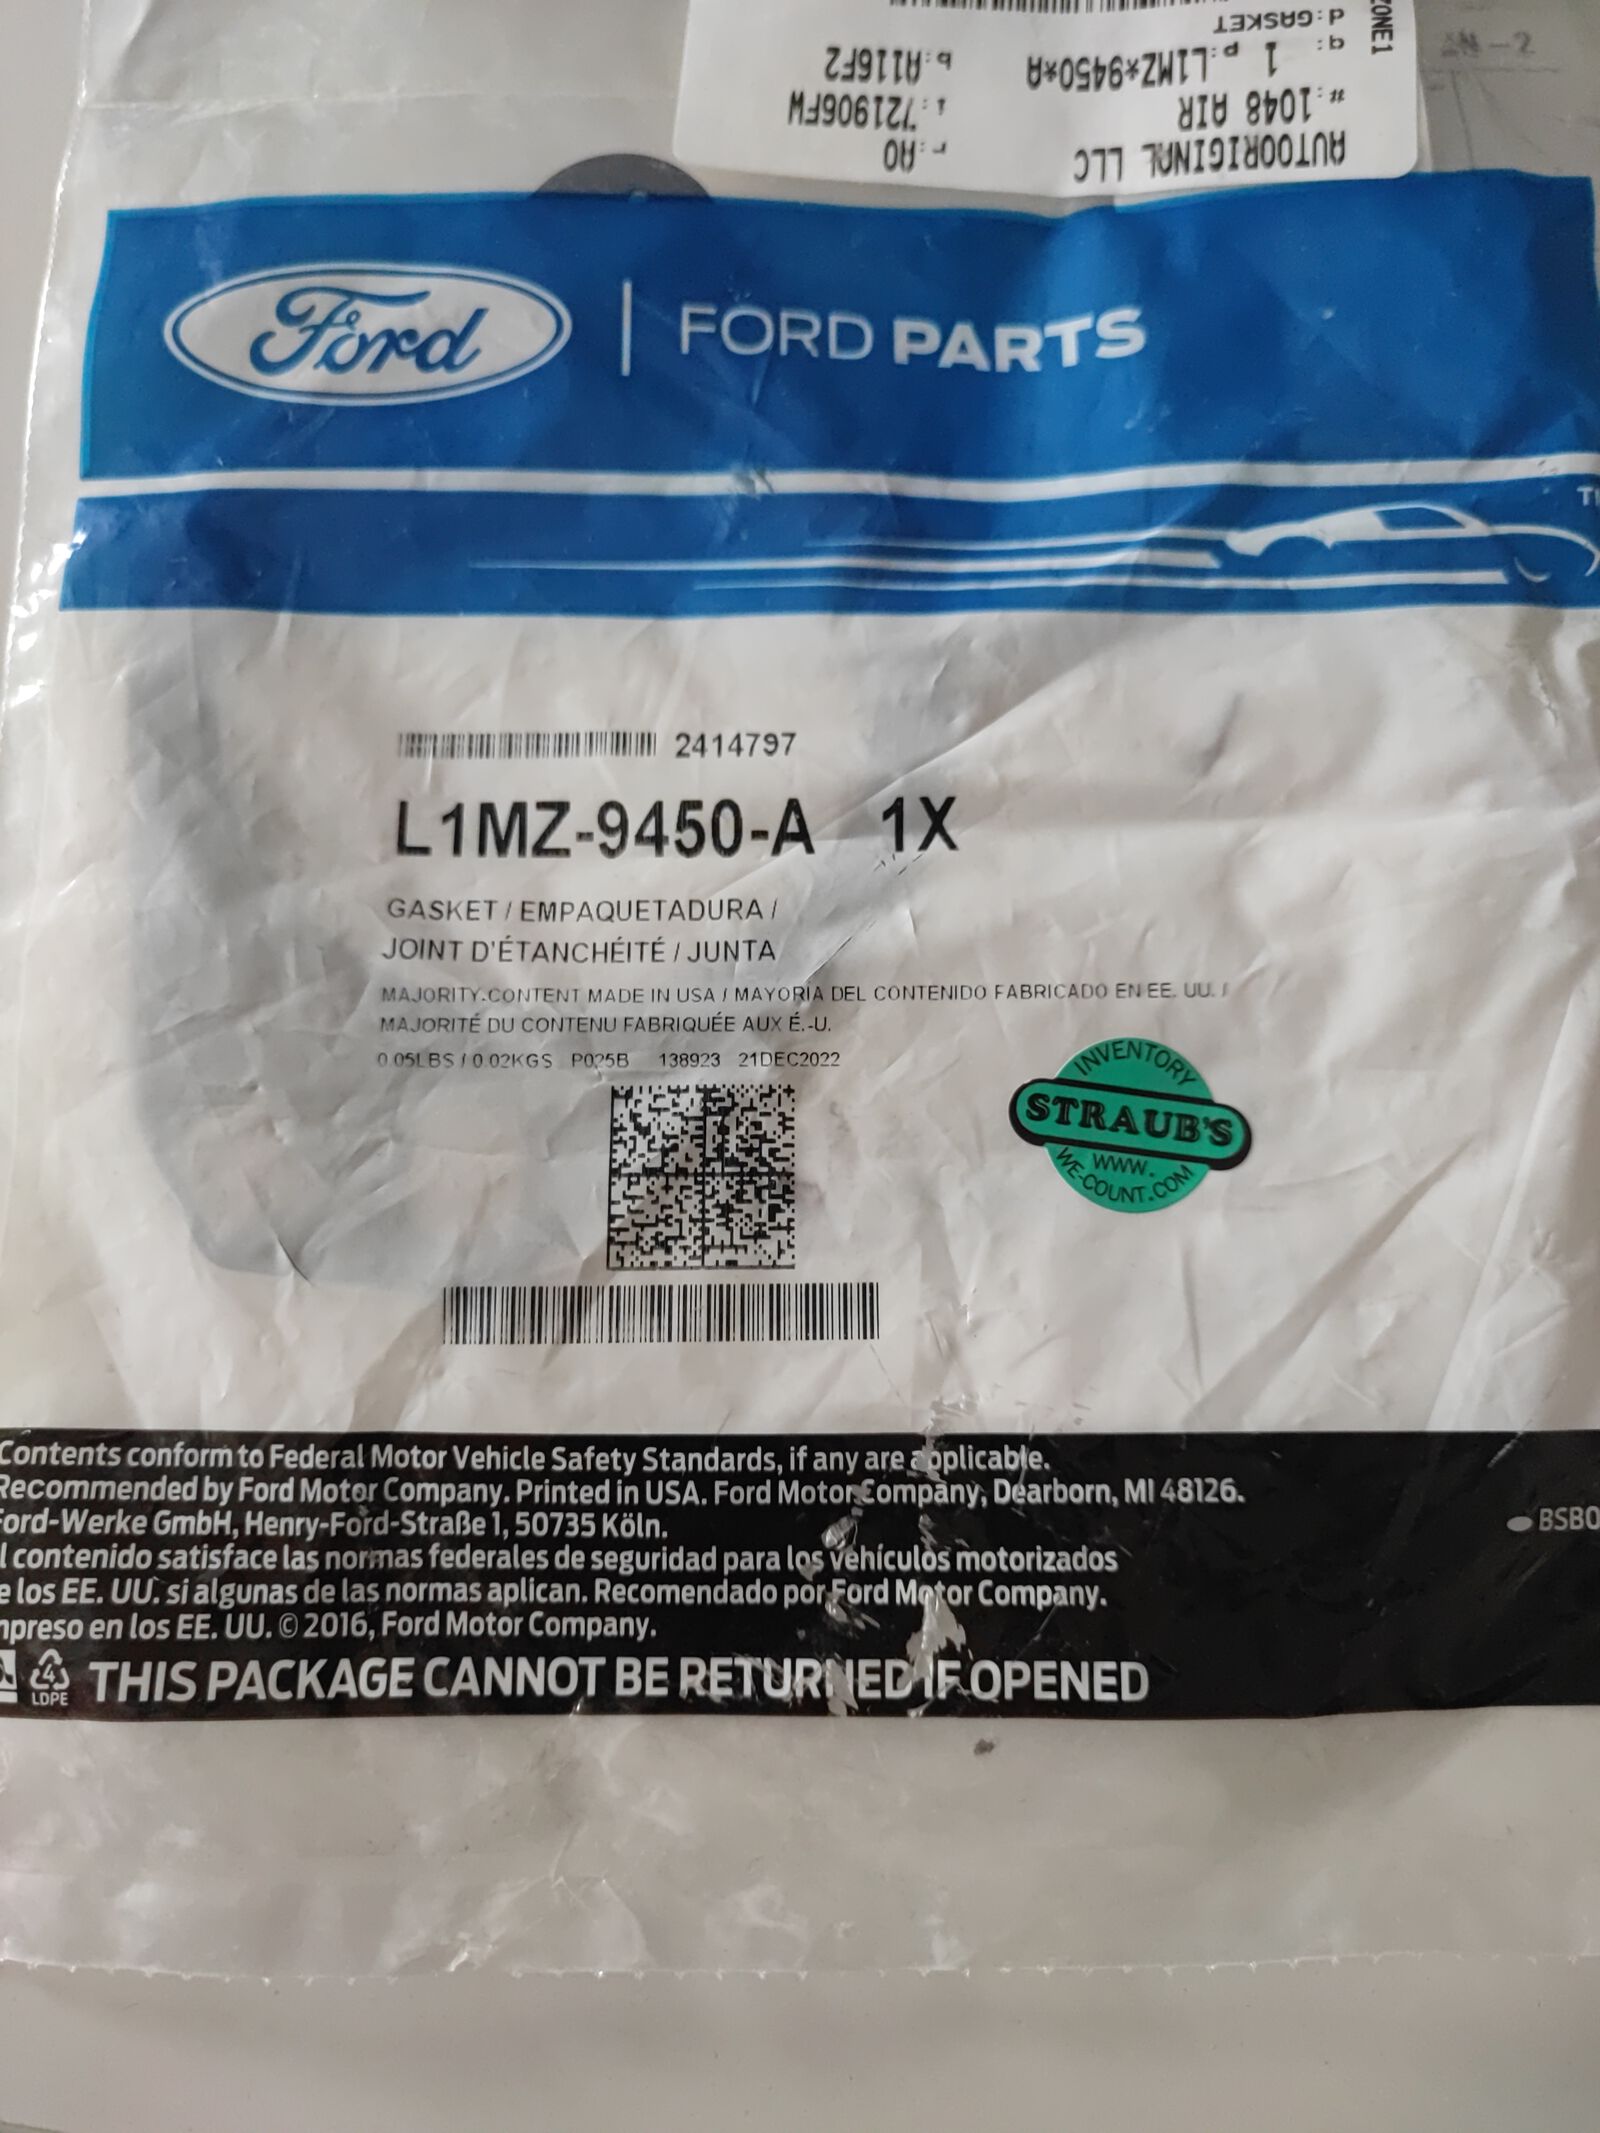 ZONE1
AUTOORIGINAL LLC r:AO
#:1048 AIR i:721906FW
q: 1 p:L1MZ*9450*A b:A116F2
d:GASKET
Ford | FORD PARTS
2414797
L1MZ-9450-A 1X
GASKET / EMPAQUETADURA /
JOINT D'ÉTANCHÉITÉ / JUNTA
MAJORITY CONTENT MADE IN USA / MAYORIA DEL CONTENIDO FABRICADO EN EE. UU. /
MAJORITÉ DU CONTENU FABRIQUÉE AUX É.-U.
0.05LBS / 0.02KGS P025B 138923 21DEC2022
INVENTORY
STRAUB'S
WWW.
WE-COUNT.COM
Contents conform to Federal Motor Vehicle Safety Standards, if any are applicable.
Recommended by Ford Motor Company. Printed in USA. Ford Motor Company, Dearborn, MI 48126.
Ford-Werke GmbH, Henry-Ford-Straße 1, 50735 Köln.
l contenido satisface las normas federales de seguridad para los vehículos motorizados
e los EE. UU. si algunas de las normas aplican. Recomendado por Ford Motor Company.
mpreso en los EE. UU. © 2016, Ford Motor Company.
BSB0
4
LDPE
THIS PACKAGE CANNOT BE RETURNED IF OPENED